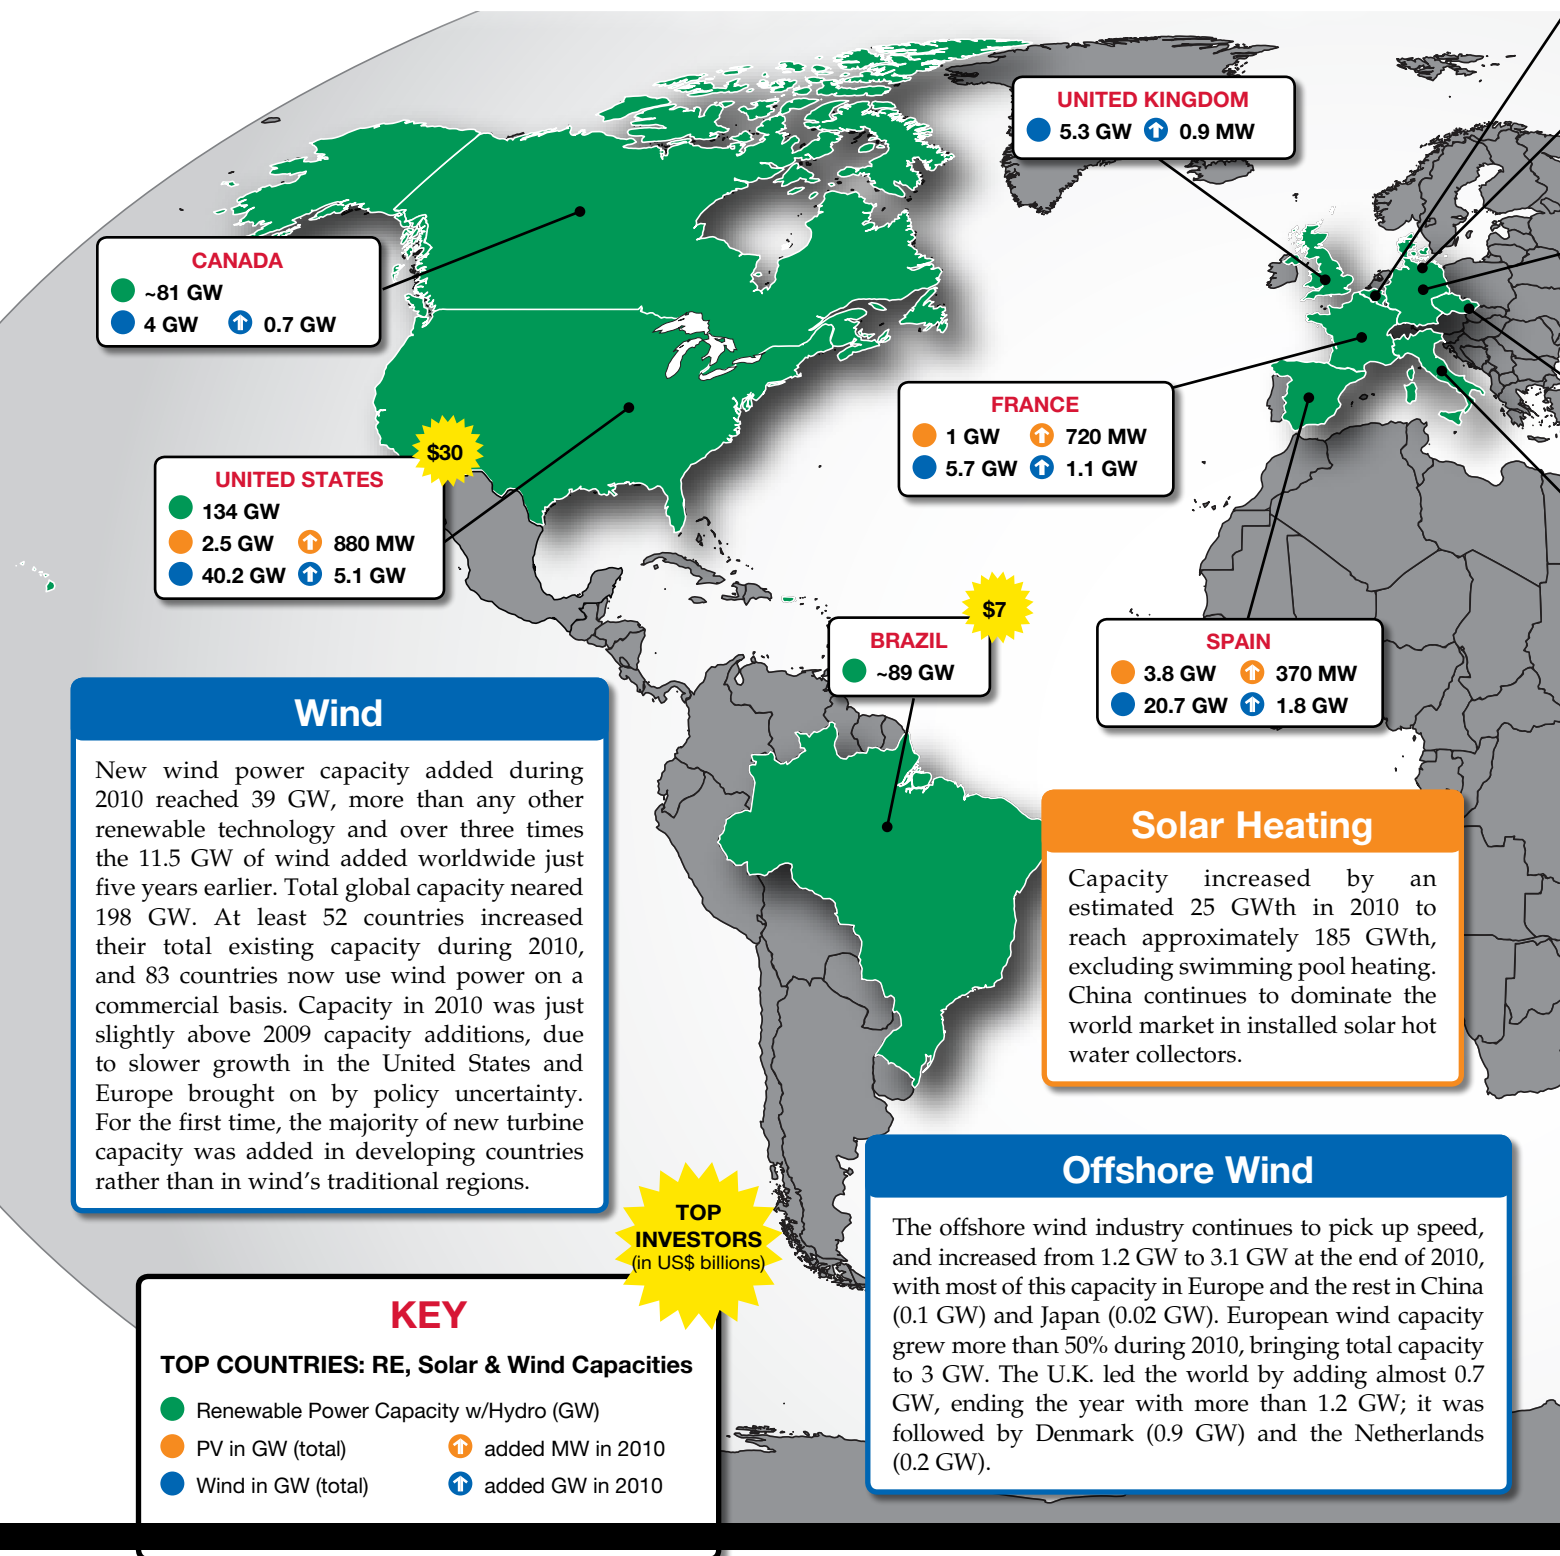 UNITED KINGDOM
5.3 GW 0.9 MW
CANADA
~81 GW
4 GW 0.7 GW
FRANCE
1 GW 720 MW
5.7 GW 1.1 GW
$30
UNITED STATES
134 GW
2.5 GW 880 MW
40.2 GW 5.1 GW
$7
BRAZIL
~89 GW
SPAIN
3.8 GW 370 MW
20.7 GW 1.8 GW
Wind
New wind power capacity added during
2010 reached 39 GW, more than any other
renewable technology and over three times
the 11.5 GW of wind added worldwide just
five years earlier. Total global capacity neared
198 GW. At least 52 countries increased
their total existing capacity during 2010,
and 83 countries now use wind power on a
commercial basis. Capacity in 2010 was just
slightly above 2009 capacity additions, due
to slower growth in the United States and
Europe brought on by policy uncertainty.
For the first time, the majority of new turbine
capacity was added in developing countries
rather than in wind's traditional regions.
Solar Heating
Capacity increased by an
estimated 25 GWth in 2010 to
reach approximately 185 GWth,
excluding swimming pool heating.
China continues to dominate the
world market in installed solar hot
water collectors.
Offshore Wind
The offshore wind industry continues to pick up speed,
and increased from 1.2 GW to 3.1 GW at the end of 2010,
with most of this capacity in Europe and the rest in China
(0.1 GW) and Japan (0.02 GW). European wind capacity
grew more than 50% during 2010, bringing total capacity
to 3 GW. The U.K. led the world by adding almost 0.7
GW, ending the year with more than 1.2 GW; it was
followed by Denmark (0.9 GW) and the Netherlands
(0.2 GW).
TOP
INVESTORS
(in US$ billions)
KEY
TOP COUNTRIES: RE, Solar & Wind Capacities
Renewable Power Capacity w/Hydro (GW)
PV in GW (total) added MW in 2010
Wind in GW (total) added GW in 2010